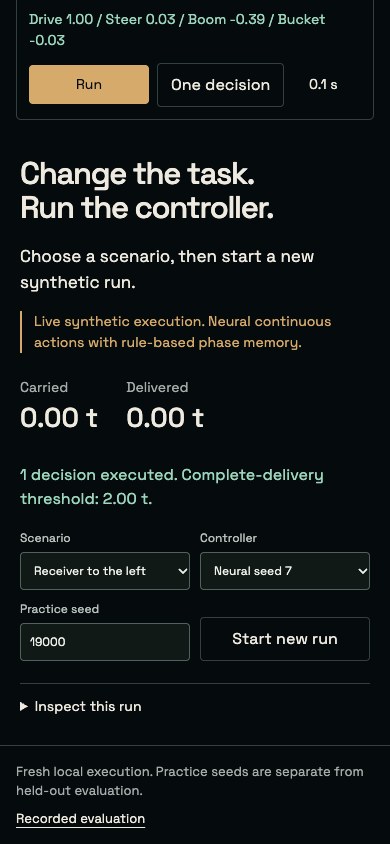 Drive 1.00 / Steer 0.03 / Boom -0.39 / Bucket
-0.03
Run
One decision
0.1 s
Change the task.
Run the controller.
Choose a scenario, then start a new
synthetic run.
Live synthetic execution. Neural continuous
actions with rule-based phase memory.
Carried
Delivered
0.00 t
0.00 t
1 decision executed. Complete-delivery
threshold: 2.00 t.
Scenario
Controller
Receiver to the left
Neural seed 7
Practice seed
19000
Start new run
Inspect this run
Fresh local execution. Practice seeds are separate from
held-out evaluation.
Recorded evaluation